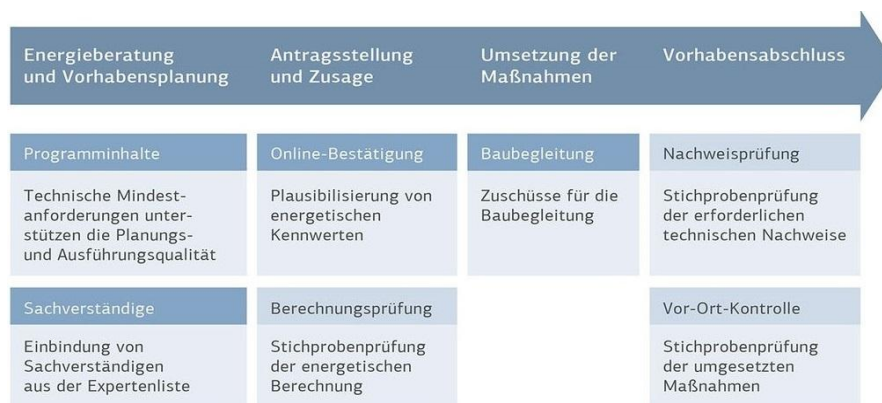 Energieberatung
und Vorhabensplanung
Antragsstellung
und Zusage
Umsetzung der
Maßnahmen
Vorhabensabschluss
Programminhalte
Technische Mindest-
anforderungen unter-
stützen die Planungs-
und Ausführungsqualität
Online-Bestätigung
Plausibilisierung von
energetischen
Kennwerten
Baubegleitung
Zuschüsse für die
Baubegleitung
Nachweisprüfung
Stichprobenprüfung
der erforderlichen
technischen Nachweise
Sachverständige
Einbindung von
Sachverständigen
aus der Expertenliste
Berechnungsprüfung
Stichprobenprüfung
der energetischen
Berechnung
Vor-Ort-Kontrolle
Stichprobenprüfung
der umgesetzten
Maßnahmen